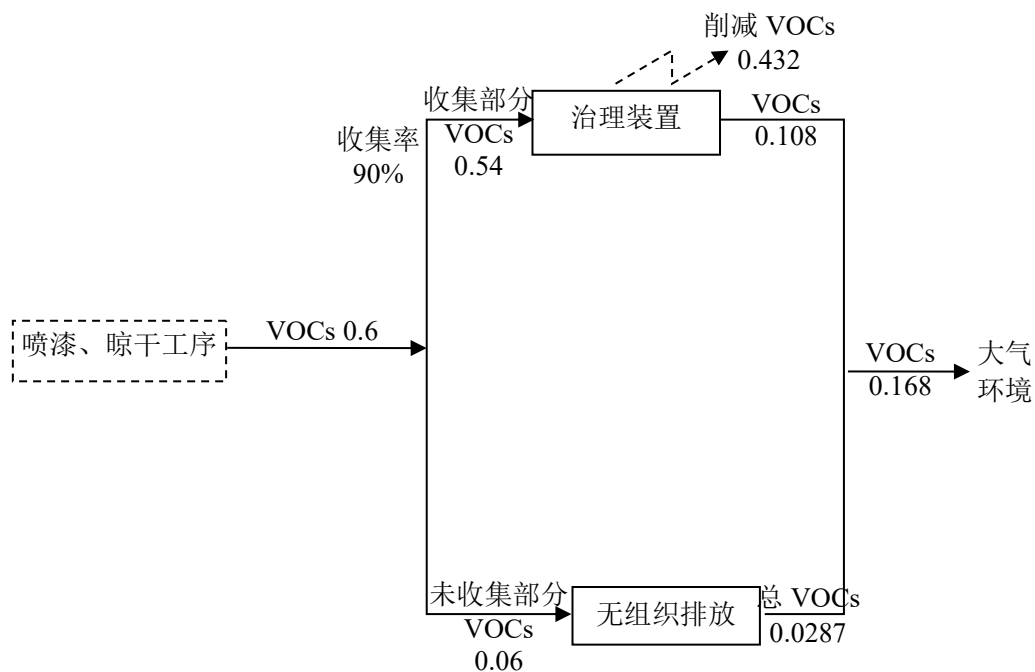 削减 VOCs
0.432
收集部分
VOCs
0.54
治理装置
VOCs
0.108
收集率
90%
喷漆、晾干工序
VOCs 0.6
VOCs
0.168
大气
环境
未收集部分
VOCs
0.06
无组织排放
总 VOCs
0.0287